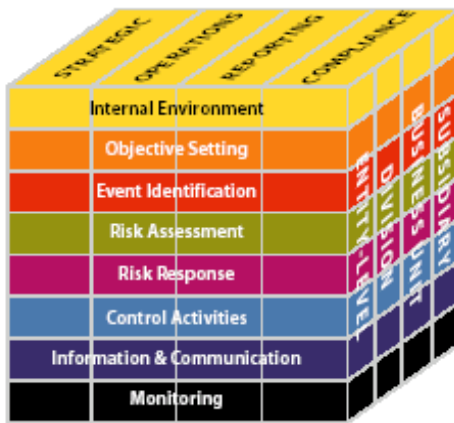 STRATEGIC
OPERATIONS
REPORTING
COMPLIANCE
Internal Environment
Objective Setting
Event Identification
Risk Assessment
Risk Response
Control Activities
Information & Communication
Monitoring
ENTITY-LEVEL
DIVISION
BUSINESS UNIT
SUBSIDIARY